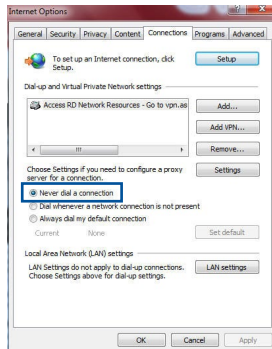 Internet Options
General Security Privacy Content Connections Programs Advanced
To set up an Internet connection, click
Setup.
Setup
Dial-up and Virtual Private Network settings
Access RD Network Resources - Go to vpn.as
Add...
Add VPN...
Remove...
Choose Settings if you need to configure a proxy
server for a connection.
Settings
Never dial a connection
Dial whenever a network connection is not present
Always dial my default connection
Current None
Set default
Local Area Network (LAN) settings
LAN Settings do not apply to dial-up connections.
Choose Settings above for dial-up settings.
LAN settings
OK Cancel Apply